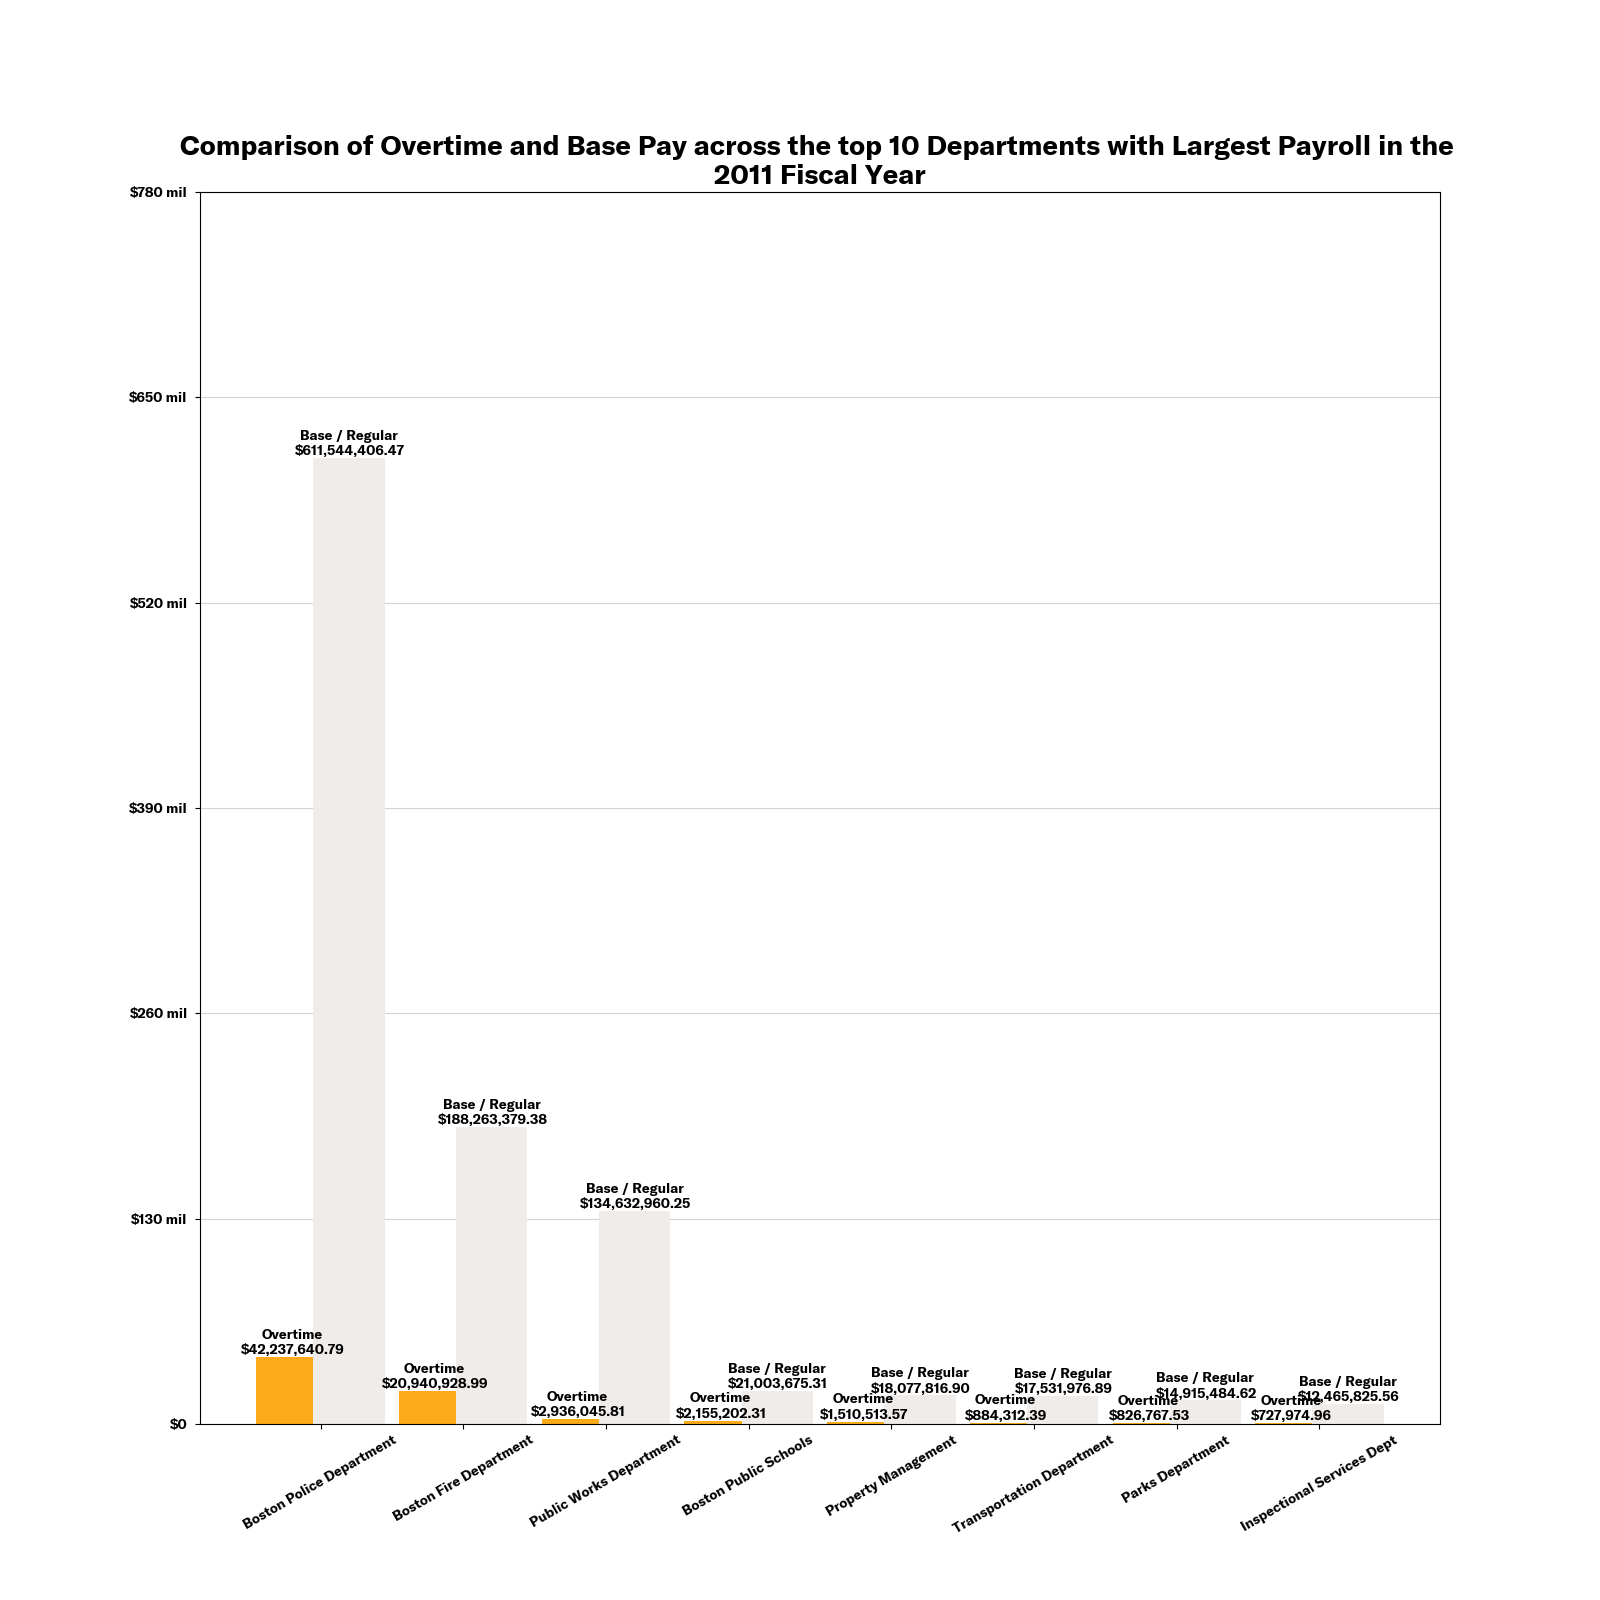 Comparison of Overtime and Base Pay across the top 10 Departments with Largest Payroll in the
2011 Fiscal Year
$780 mil
$650 mil
$520 mil
$390 mil
$260 mil
$130 mil
$0
Overtime
$42,237,640.79
Base / Regular
$611,544,406.47
Overtime
$20,940,928.99
Base / Regular
$188,263,379.38
Overtime
$2,936,045.81
Base / Regular
$134,632,960.25
Overtime
$2,155,202.31
Base / Regular
$21,003,675.31
Overtime
$1,510,513.57
Base / Regular
$18,077,816.90
Overtime
$884,312.39
Base / Regular
$17,531,976.89
Overtime
$826,767.53
Base / Regular
$14,915,484.62
Overtime
$727,974.96
Base / Regular
$12,465,825.56
Boston Police Department
Boston Fire Department
Public Works Department
Boston Public Schools
Property Management
Transportation Department
Parks Department
Inspectional Services Dept